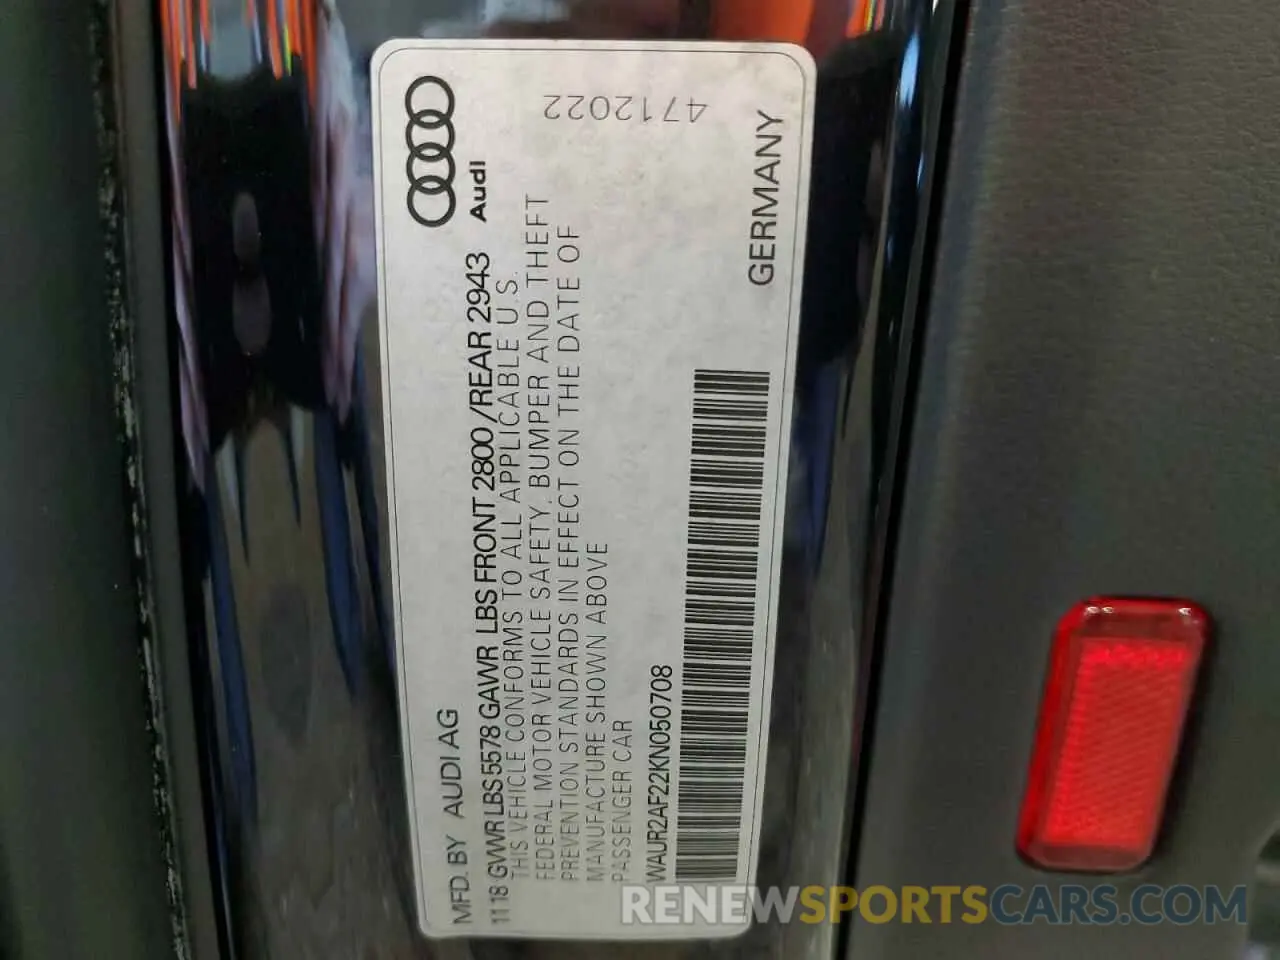 MFD. BY AUDI AG
11 18 GVWR LBS 5578 GAWR LBS FRONT 2800/REAR 2943
THIS VEHICLE CONFORMS TO ALL APPLICABLE U.S.
FEDERAL MOTOR VEHICLE SAFETY, BUMPER AND THEFT
PREVENTION STANDARDS IN EFFECT ON THE DATE OF
MANUFACTURE SHOWN ABOVE
PASSENGER CAR
WAUR2AF22KN050708
Audi
4712022
GERMANY
RENEWSPORTSCARS.COM